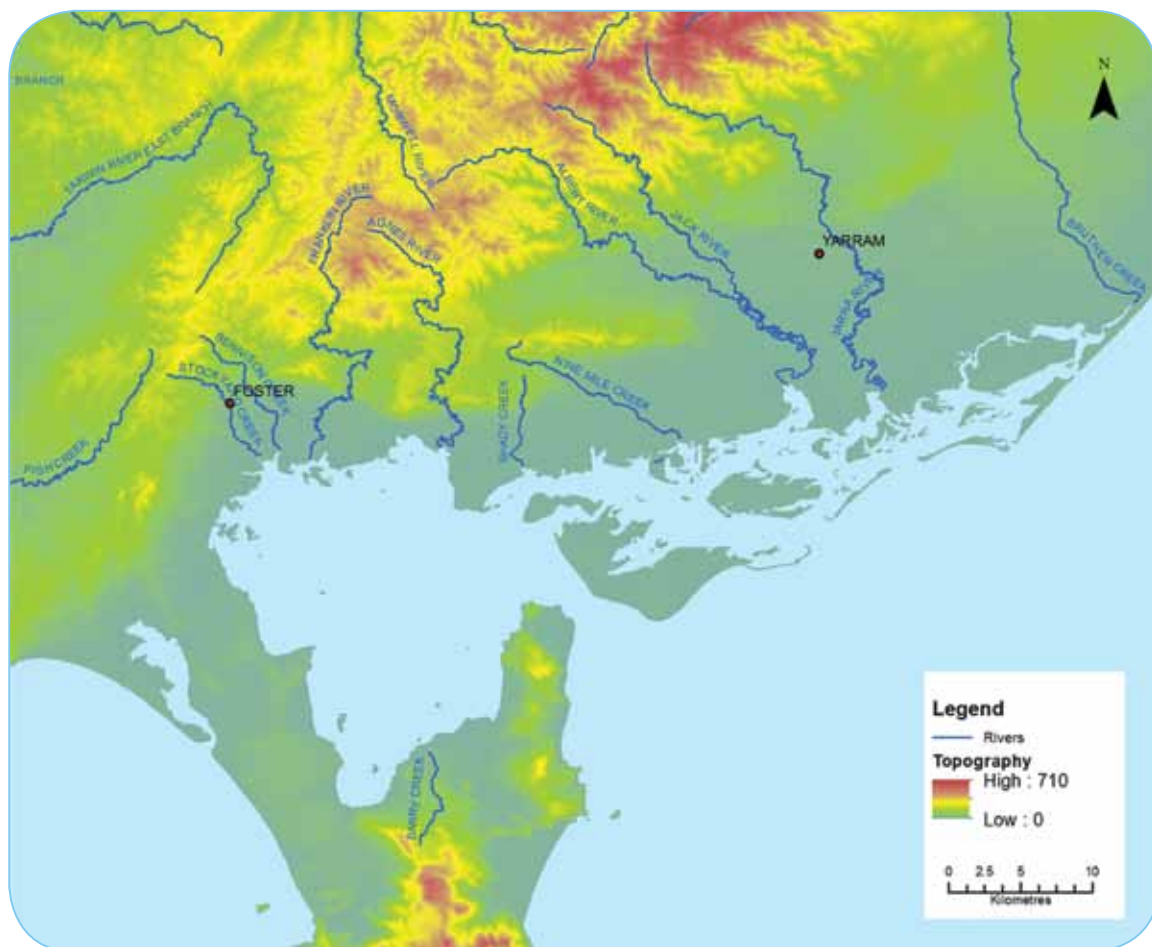 BRANCH
N
TARWIN RIVER EAST BRANCH
MORWELL RIVER
FRANKLIN RIVER
AGNES RIVER
ALBERT RIVER
JACK RIVER
YARRAM
TARRA RIVER
BRUTHEN CREEK
BENNISON CREEK
STOCKYARD CREEK
FOSTER
NINE MILE CREEK
SHADY CREEK
FISH CREEK
DARBY CREEK
Legend
Rivers
Topography
High : 710
Low : 0
0 2.5 5 10
Kilometres